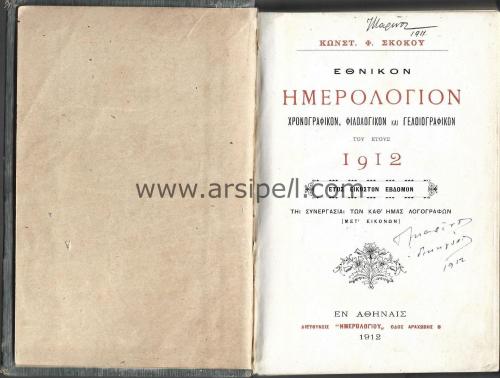 1911
ΚΩΝΣΤ. Φ. ΣΚΟΚΟΥ
ΕΘΝΙΚΟΝ
ΗΜΕΡΟΛΟΓΙΟΝ
ΧΡΟΝΟΓΡΑΦΙΚΟΝ, ΦΙΛΟΛΟΓΙΚΟΝ ΚΑΙ ΓΕΛΟΙΟΓΡΑΦΙΚΟΝ
ΤΟΥ ΕΤΟΥΣ
1912
ΕΤΟΣ ΕΙΚΟΣΤΟΝ ΕΒΔΟΜΟΝ
www.arsipell.com
ΤΗΙ ΣΥΝΕΡΓΑΣΙΑΙ ΤΩΝ ΚΑΘ' ΗΜΑΣ ΛΟΓΟΓΡΑΦΩΝ
[ΜΕΤ' ΕΙΚΟΝΩΝ]
1912
ΕΝ ΑΘΗΝΑΙΣ
ΔΙΕΥΘΥΝΣΙΣ "ΗΜΕΡΟΛΟΓΙΟΥ„ ΟΔΟΣ ΑΡΑΧΩΒΗΣ 8
1912